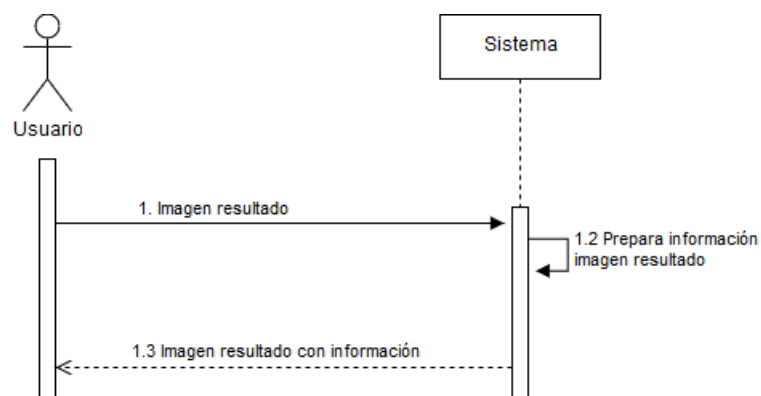 Sistema
Usuario
1. Imagen resultado
1.2 Prepara información
imagen resultado
1.3 Imagen resultado con información